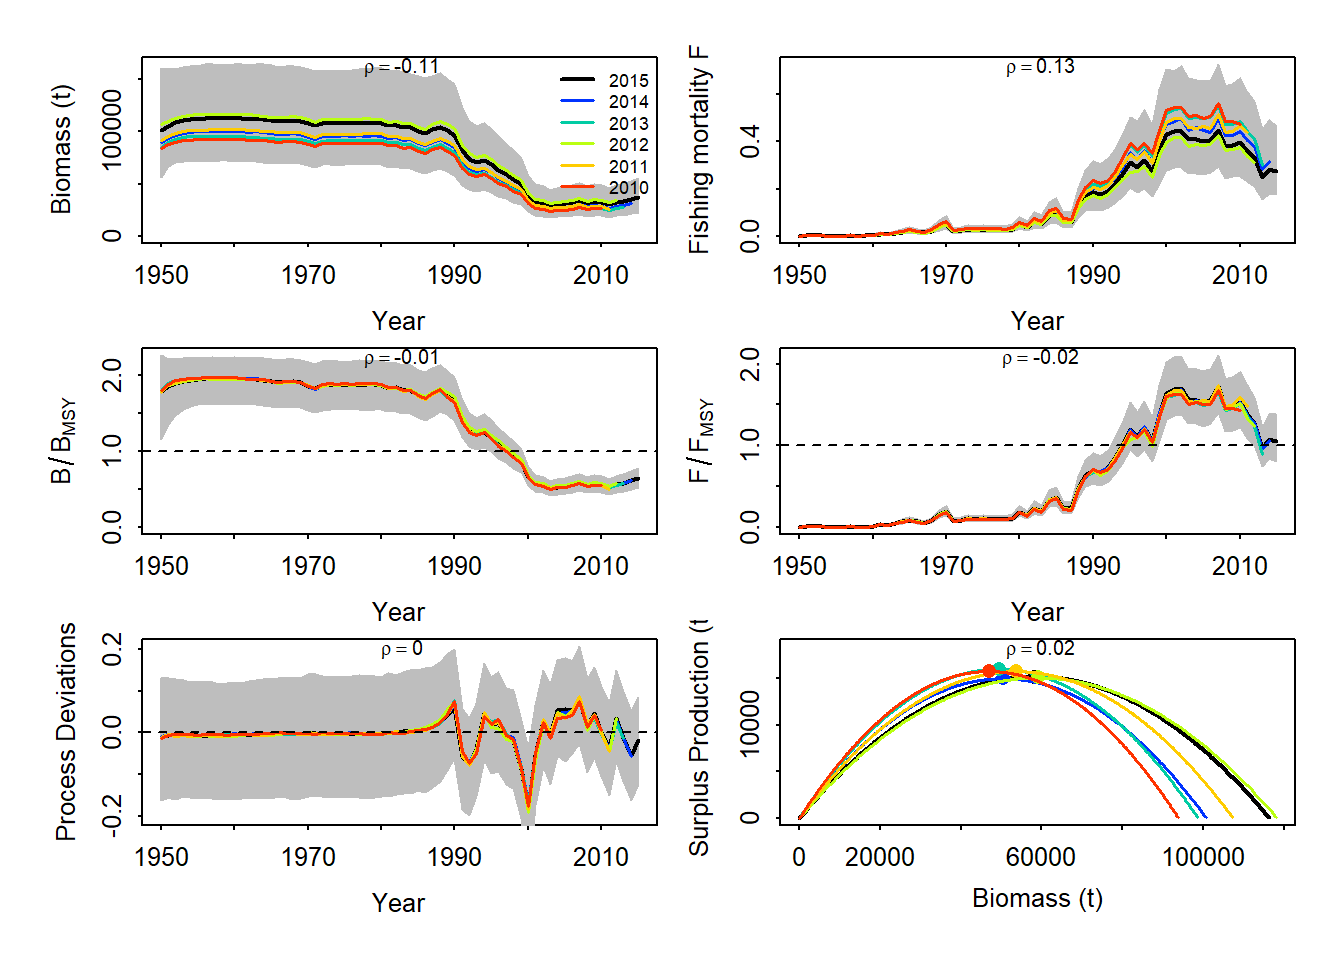 Biomass (t)
0
100000
ρ = -0.11
2015
2014
2013
2012
2011
2010
1950
1970
1990
2010
Year
Fishing mortality F
0.0
0.4
ρ = 0.13
1950
1970
1990
2010
Year
B/BMSY
0.0
1.0
2.0
ρ = -0.01
1950
1970
1990
2010
Year
F/FMSY
0.0
1.0
2.0
ρ = -0.02
1950
1970
1990
2010
Year
Process Deviations
-0.2
0.0
0.2
ρ = 0
1950
1970
1990
2010
Year
Surplus Production (t
0
10000
ρ = 0.02
0
20000
60000
100000
Biomass (t)